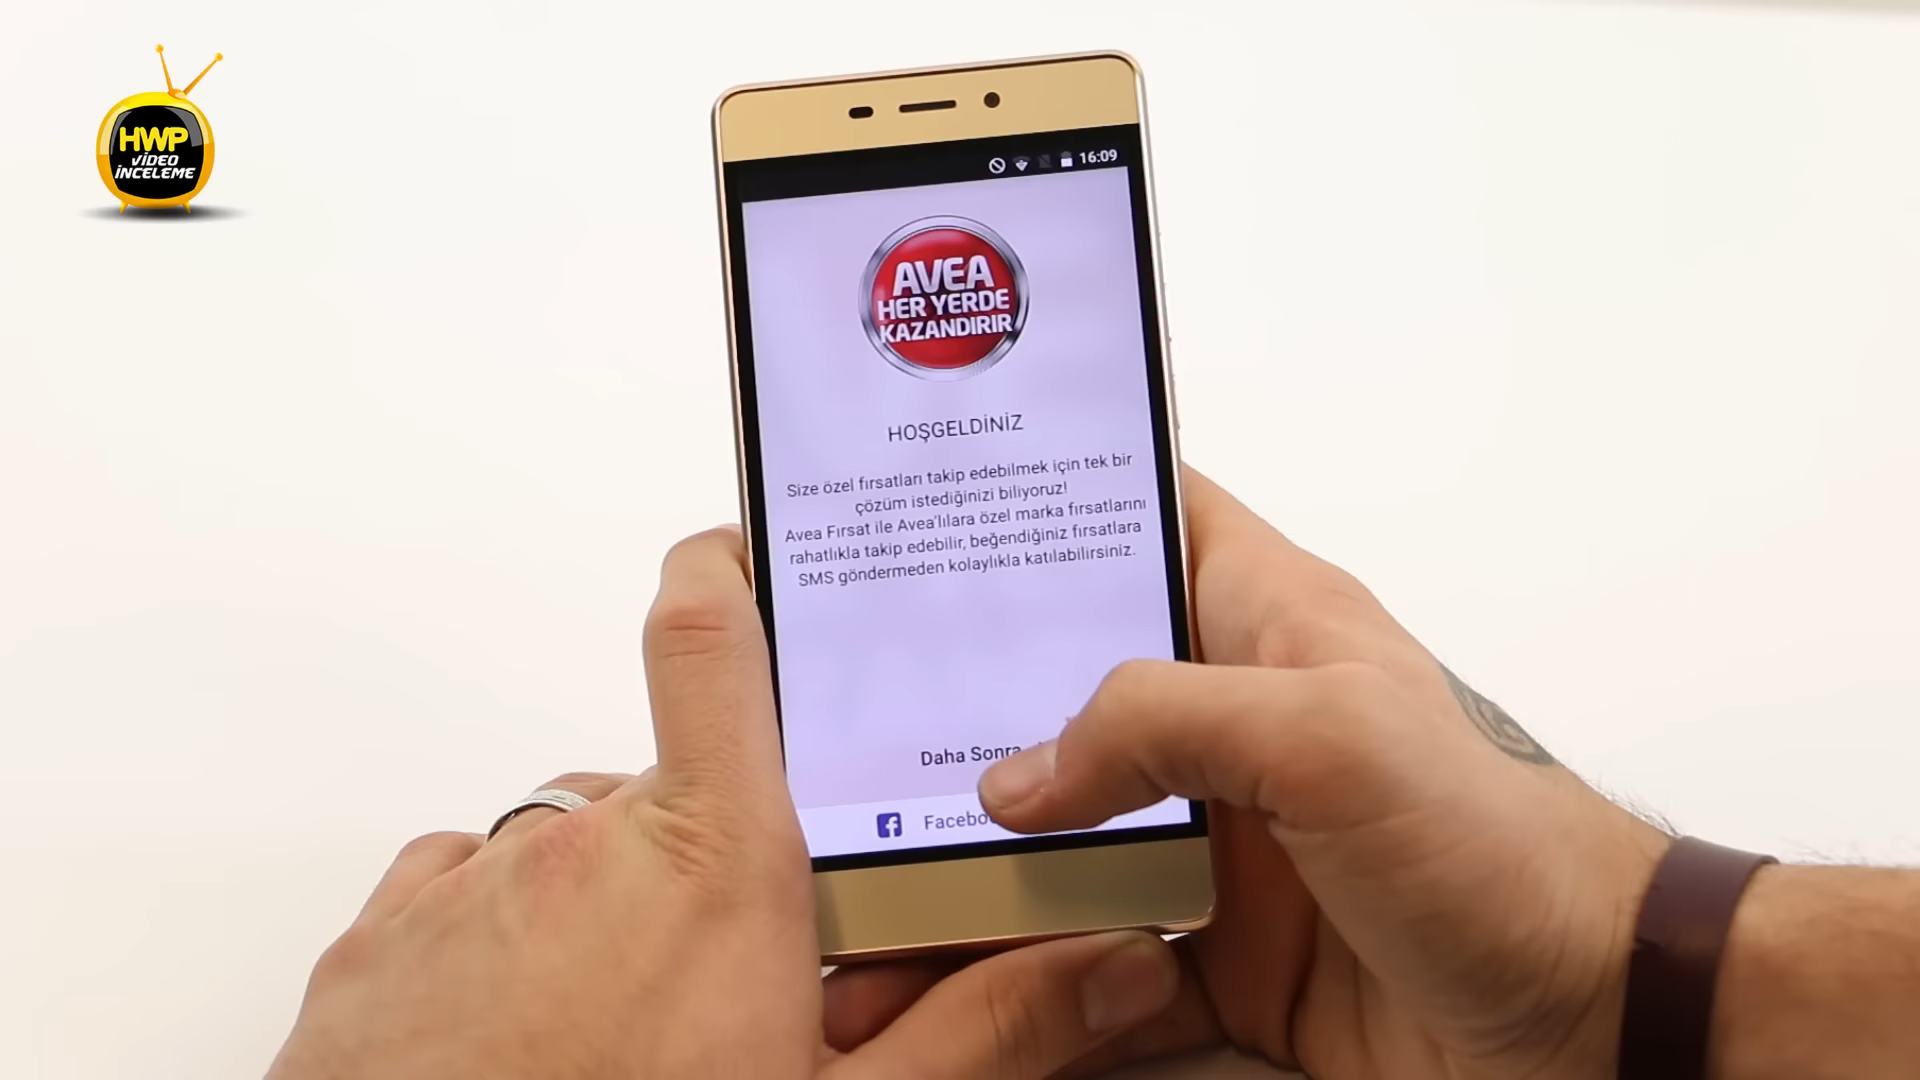 HWP
VİDEO
İNCELEME
16:09
AVEA
HER YERDE
KAZANDIRIR
HOŞGELDİNİZ
Size özel fırsatları takip edebilmek için tek bir
çözüm istediğinizi biliyoruz!
Avea Fırsat ile Avea'lılara özel marka fırsatlarını
rahatlıkla takip edebilir, beğendiğiniz fırsatlara
SMS göndermeden kolaylıkla katılabilirsiniz.
Daha Sonra